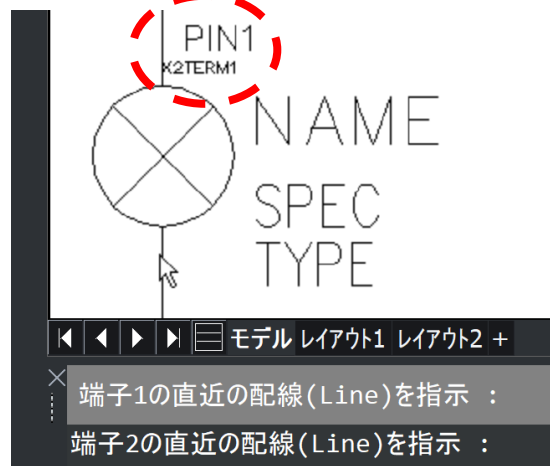 PIN1
X2TERM1
NAME
SPEC
TYPE
モデル レイアウト1 レイアウト2 +
端子1の直近の配線(Line)を指示 :
端子2の直近の配線(Line)を指示 :